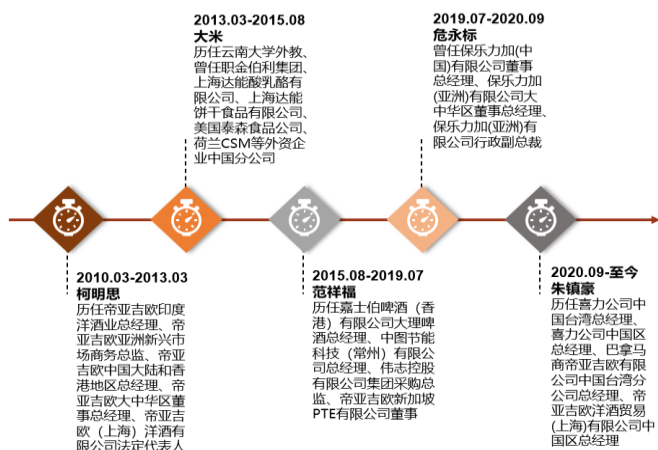 2013.03-2015.08
大米
历任云南大学外教、
曾任职金伯利集团、
上海达能酸乳酪有
限公司、上海达能
饼干食品有限公司、
美国泰森食品公司、
荷兰CSM等外资企
业中国分公司
2019.07-2020.09
危永标
曾任保乐力加(中
国)有限公司董事
总经理、保乐力加
(亚洲)有限公司大
中华区董事总经理、
保乐力加(亚洲)有
限公司行政副总裁
2010.03-2013.03
柯明思
历任帝亚吉欧印度
洋酒业总经理、帝
亚吉欧亚洲新兴市
场商务总监、帝亚
吉欧中国大陆和香
港地区总经理、帝
亚吉欧大中华区董
事总经理、帝亚吉
欧（上海）洋酒有
限公司法定代表人
2015.08-2019.07
范祥福
历任嘉士伯啤酒（香
港）有限公司大理啤
酒总经理、中图节能
科技（常州）有限公
司总经理、伟志控股
有限公司集团采购总
监、帝亚吉欧新加坡
PTE有限公司董事
2020.09-至今
朱镇豪
历任喜力公司中
国台湾总经理、
喜力公司中国区
总经理、巴拿马
商帝亚吉欧有限
公司中国台湾分
公司总经理、帝
亚吉欧洋酒贸易
(上海)有限公司中
国区总经理